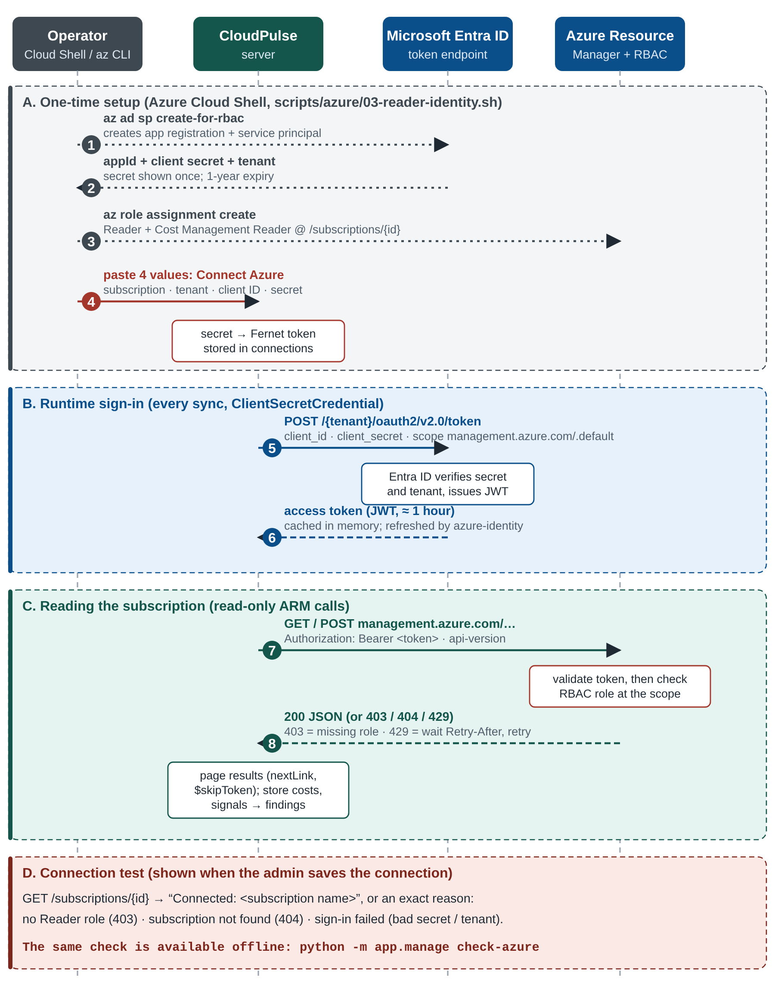 Operator
Cloud Shell / az CLI
CloudPulse
server
Microsoft Entra ID
token endpoint
Azure Resource
Manager + RBAC
A. One-time setup (Azure Cloud Shell, scripts/azure/03-reader-identity.sh)
az ad sp create-for-rbac
creates app registration + service principal
1
appId + client secret + tenant
secret shown once; 1-year expiry
2
az role assignment create
Reader + Cost Management Reader @ /subscriptions/{id}
3
paste 4 values: Connect Azure
subscription · tenant · client ID · secret
4
secret → Fernet token
stored in connections
B. Runtime sign-in (every sync, ClientSecretCredential)
POST /{tenant}/oauth2/v2.0/token
client_id · client_secret · scope management.azure.com/.default
5
Entra ID verifies secret
and tenant, issues JWT
access token (JWT, ≈ 1 hour)
cached in memory; refreshed by azure-identity
6
C. Reading the subscription (read-only ARM calls)
GET / POST management.azure.com/…
Authorization: Bearer <token> · api-version
7
validate token, then check
RBAC role at the scope
200 JSON (or 403 / 404 / 429)
403 = missing role · 429 = wait Retry-After, retry
8
page results (nextLink,
$skipToken); store costs,
signals → findings
D. Connection test (shown when the admin saves the connection)
GET /subscriptions/{id} → “Connected: <subscription name>”, or an exact reason:
no Reader role (403) · subscription not found (404) · sign-in failed (bad secret / tenant).
The same check is available offline: python -m app.manage check-azure